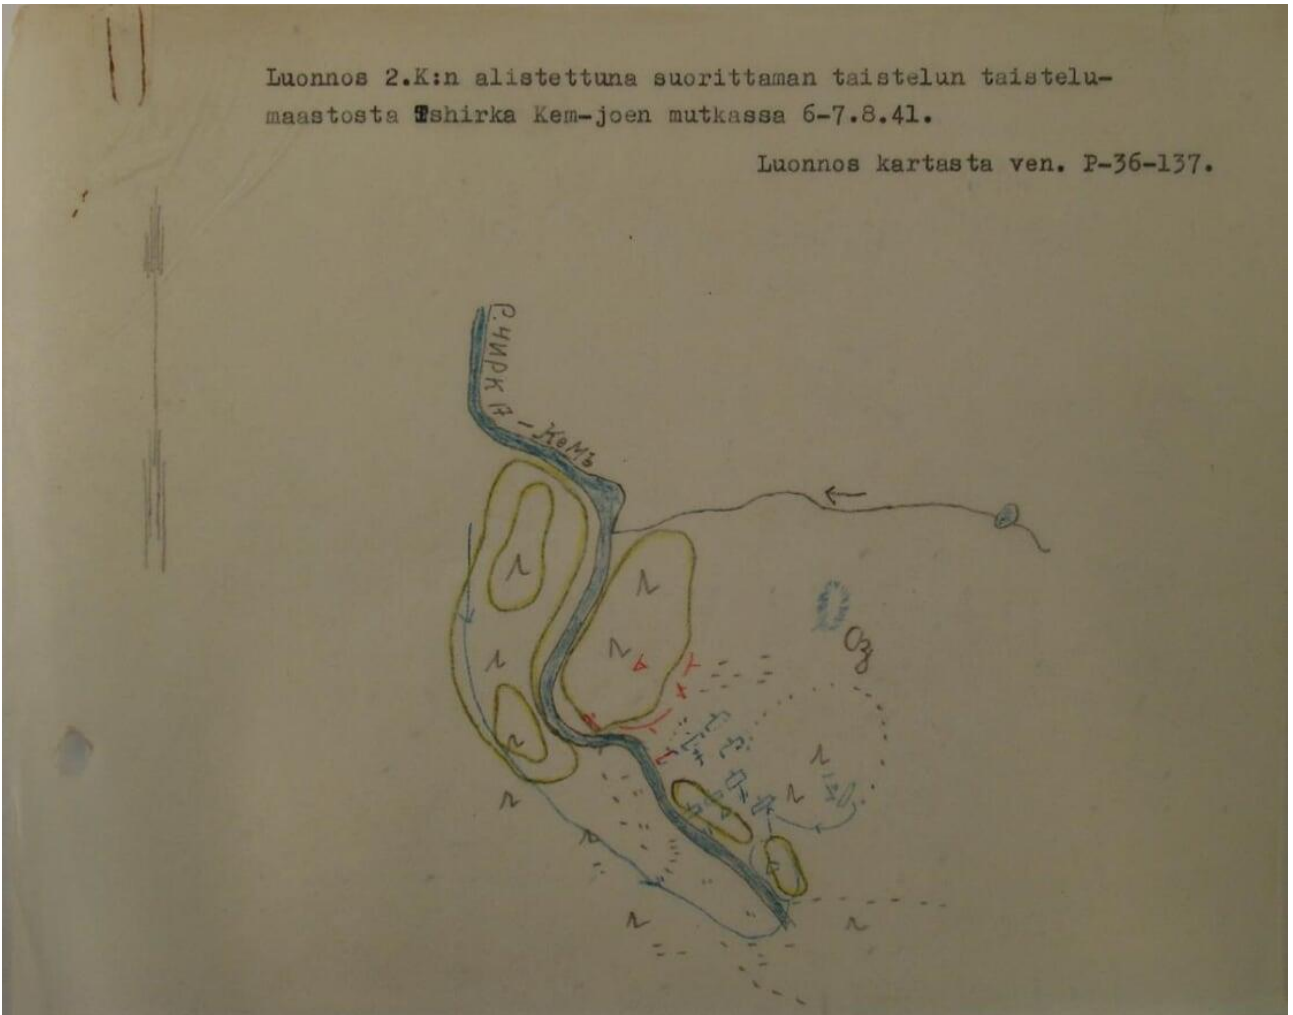 Luonnos 2.K:n alistettuna suorittaman taistelun taistelu-
maastosta Tshirka Kem-joen mutkassa 6-7.8.41.
Luonnos kartasta ven. P-36-137.
Р. Чирка - Кемь
Oz